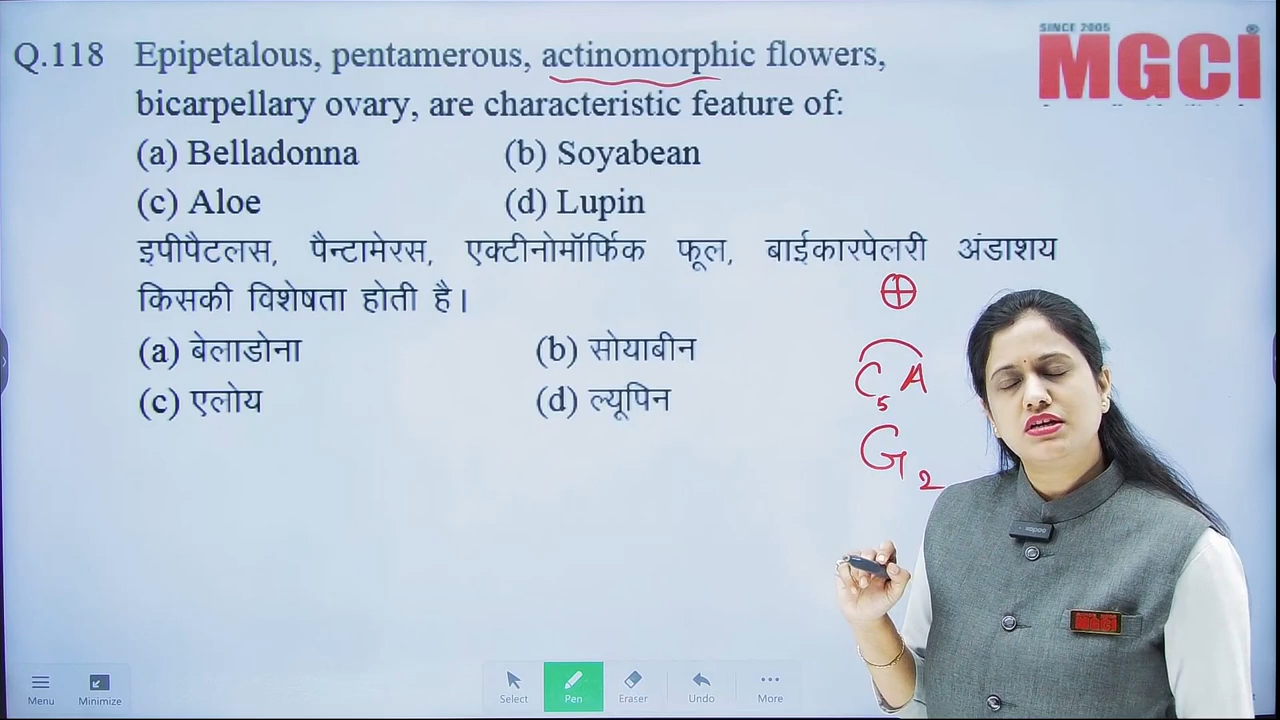 SINCE 2005
MGCI
Q.118 Epipetalous, pentamerous, actinomorphic flowers,
bicarpellary ovary, are characteristic feature of:
(a) Belladonna (b) Soyabean
(c) Aloe (d) Lupin
इपीपैटलस, पैन्टामेरस, एक्टीनोमॉर्फिक फूल, बाईकारपेलरी अंडाशय
किसकी विशेषता होती है।
(a) बेलाडोना (b) सोयाबीन
(c) एलोय (d) ल्यूपिन
⊕
C5 A
G2
MGCI
Menu Minimize Select Pen Eraser Undo More